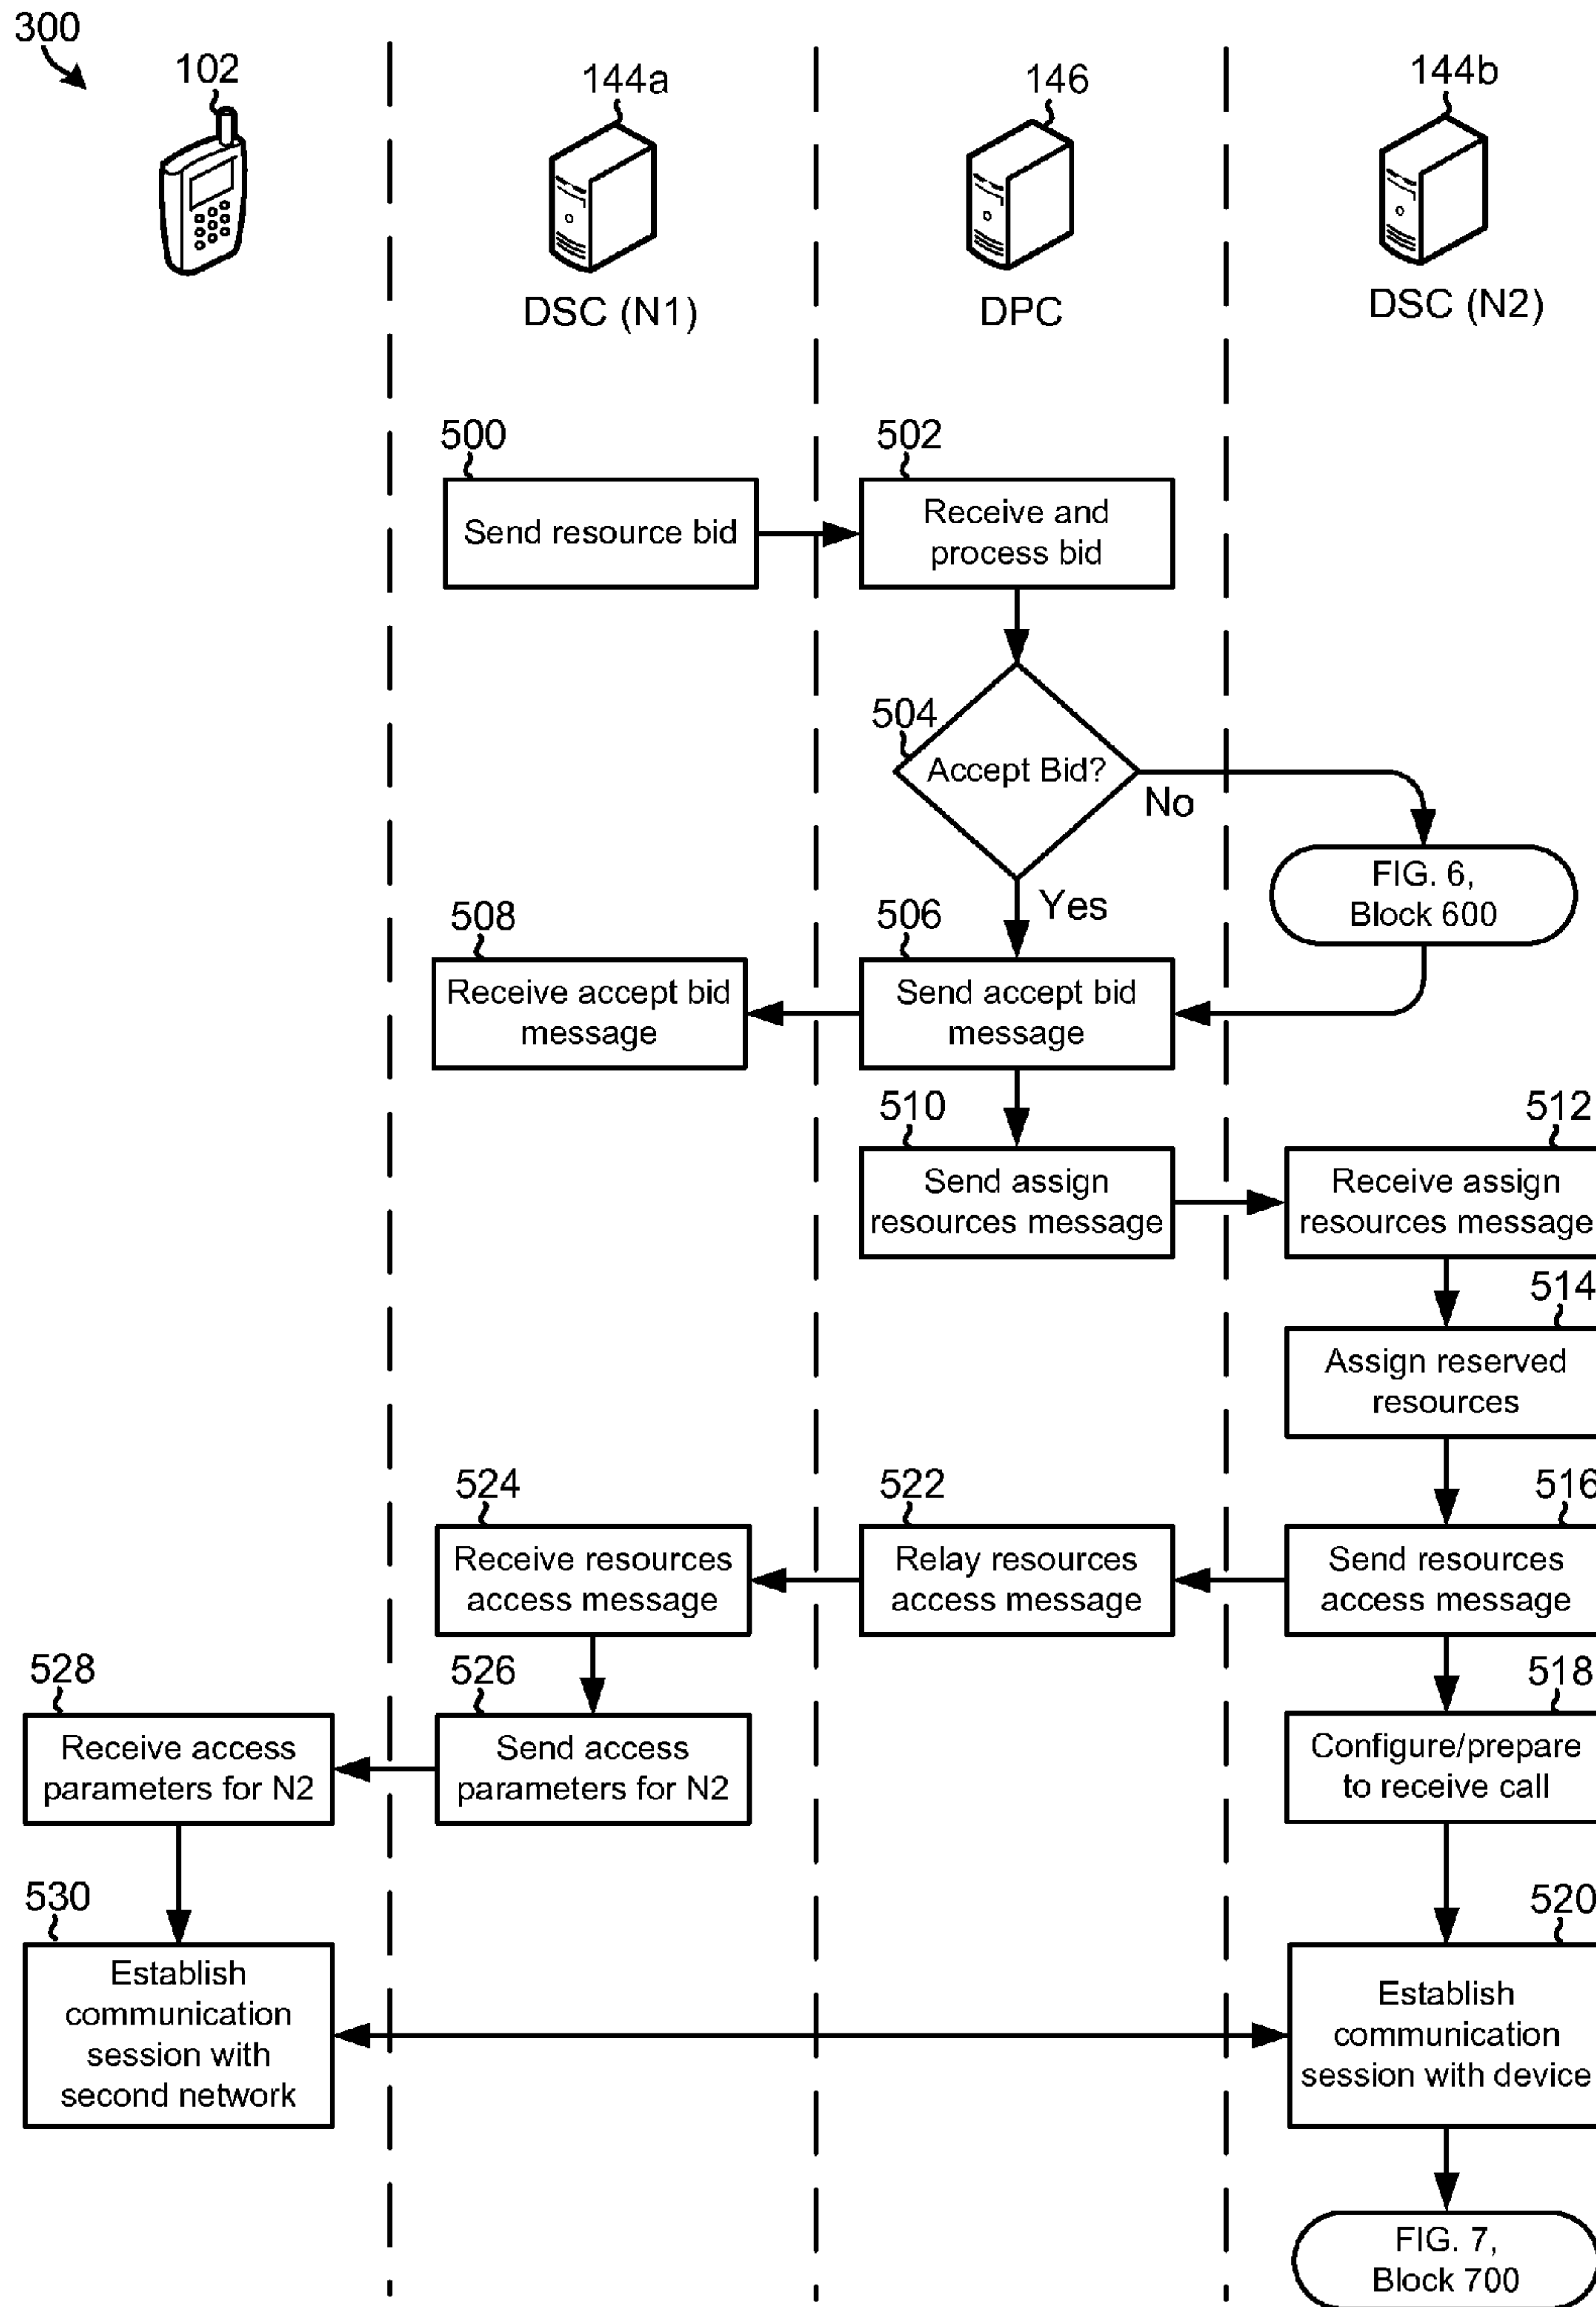 300
102
144a
146
144b
DSC (N1)
DPC
DSC (N2)
500
502
Send resource bid
Receive and
process bid
504
Accept Bid?
No
FIG. 6,
Block 600
Yes
508
506
Receive accept bid
message
Send accept bid
message
510
512
Send assign
resources message
Receive assign
resources message
514
Assign reserved
resources
524
522
516
Receive resources
access message
Relay resources
access message
Send resources
access message
528
526
518
Receive access
parameters for N2
Send access
parameters for N2
Configure/prepare
to receive call
530
520
Establish
communication
session with
second network
Establish
communication
session with device
FIG. 7,
Block 700